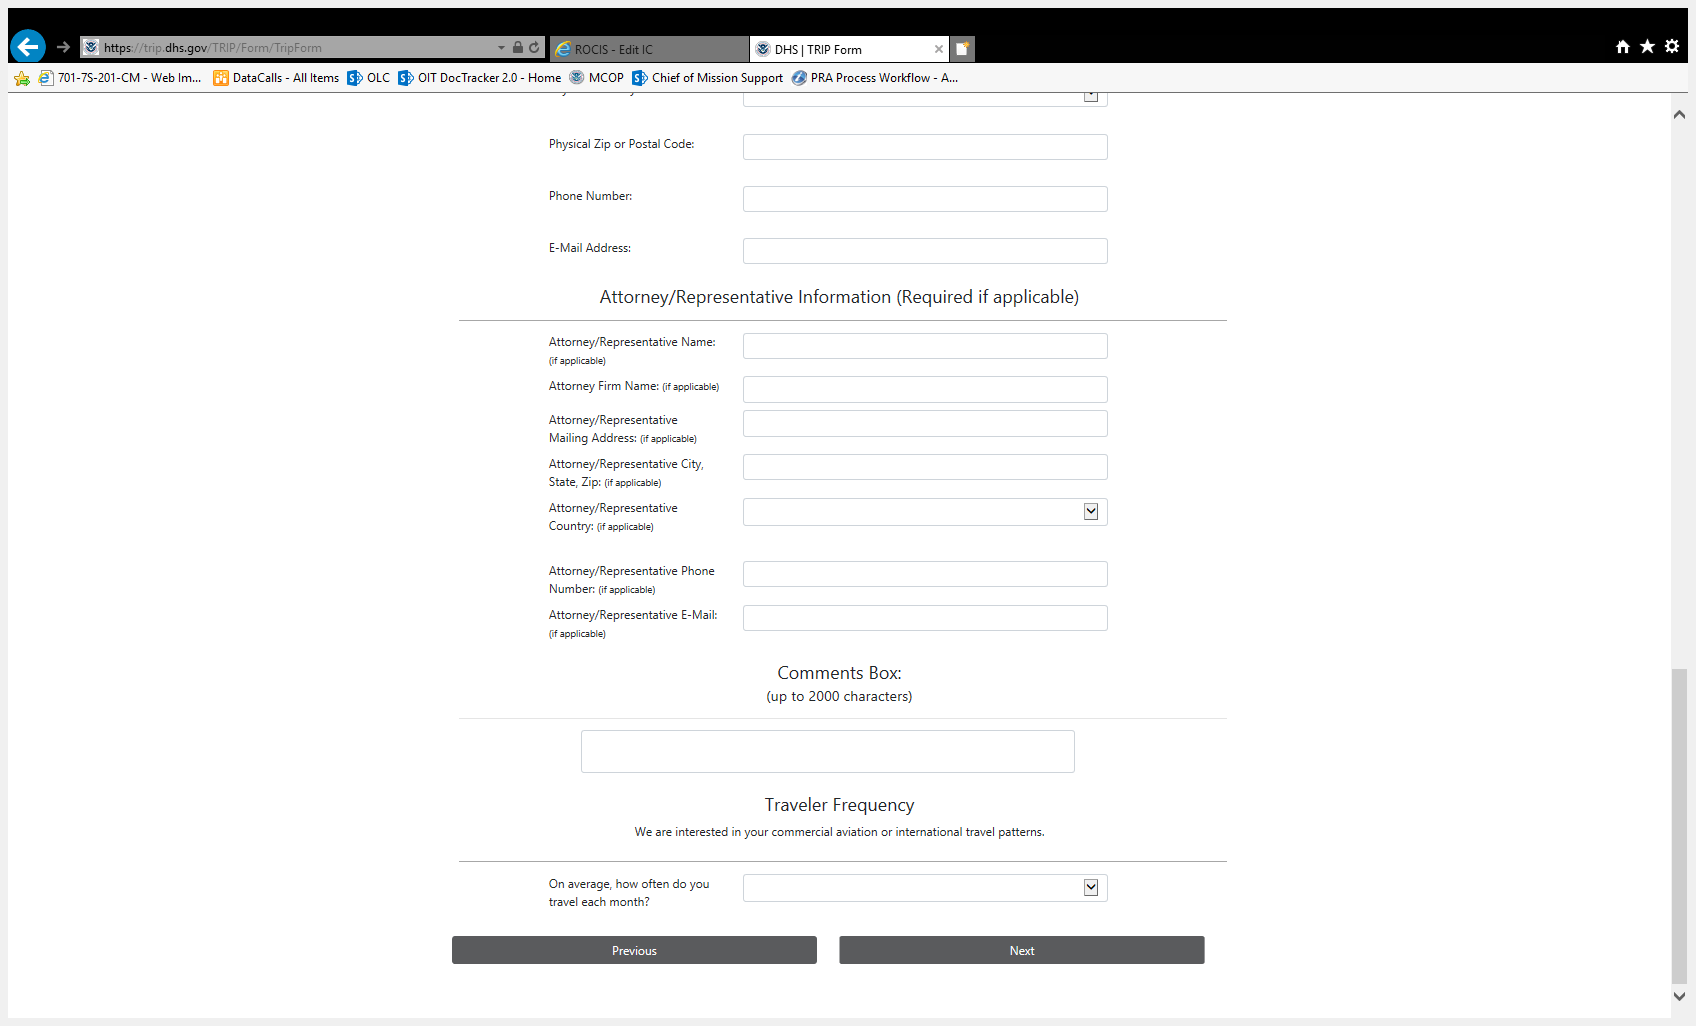 https://trip.dhs.gov/TRIP/Form/TripForm
ROCIS - Edit IC
DHS | TRIP Form
701-7S-201-CM - Web Im...
DataCalls - All Items
OLC
OIT DocTracker 2.0 - Home
MCOP
Chief of Mission Support
PRA Process Workflow - A...
Physical Zip or Postal Code:
Phone Number:
E-Mail Address:
Attorney/Representative Information (Required if applicable)
Attorney/Representative Name:
(if applicable)
Attorney Firm Name: (if applicable)
Attorney/Representative
Mailing Address: (if applicable)
Attorney/Representative City,
State, Zip: (if applicable)
Attorney/Representative
Country: (if applicable)
Attorney/Representative Phone
Number: (if applicable)
Attorney/Representative E-Mail:
(if applicable)
Comments Box:
(up to 2000 characters)
Traveler Frequency
We are interested in your commercial aviation or international travel patterns.
On average, how often do you
travel each month?
Previous
Next